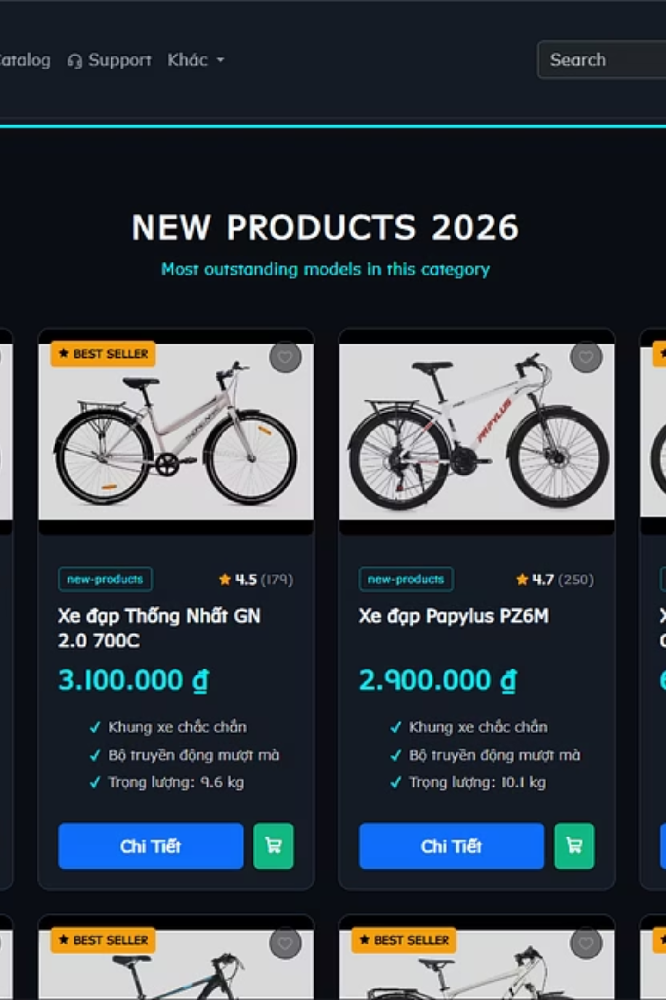 Catalog Support Khác
Search
NEW PRODUCTS 2026
Most outstanding models in this category
BEST SELLER
PAPYLUS
new-products 4.5 (179)
Xe đạp Thống Nhất GN
2.0 700C
3.100.000 ₫
✓ Khung xe chắc chắn
✓ Bộ truyền động mượt mà
✓ Trọng lượng: 9.6 kg
Chi Tiết
new-products 4.7 (250)
Xe đạp Papylus PZ6M
2.900.000 ₫
✓ Khung xe chắc chắn
✓ Bộ truyền động mượt mà
✓ Trọng lượng: 10.1 kg
Chi Tiết
BEST SELLER
BEST SELLER